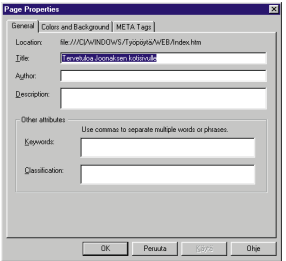 Page Properties
General Colors and Background META Tags
Location: file:///C|/WINDOWS/Työpöytä/WEB/Index.htm
Title: Tervetuloa Joonaksen kotisivulle
Author:
Description:
Other attributes
Use commas to separate multiple words or phrases.
Keywords:
Classification:
OK Peruuta Käytä Ohje